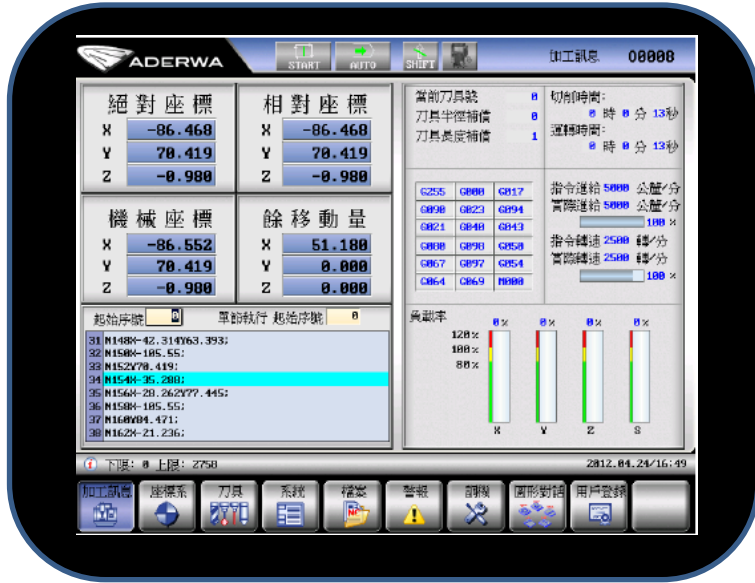 ADERWA START AUTO SHIFT 加工訊息 O0008
絕對座標
X -86.468
Y 70.419
Z -0.980
相對座標
X -86.468
Y 70.419
Z -0.980
機械座標
X -86.552
Y 70.419
Z -0.980
餘移動量
X 51.180
Y 0.000
Z 0.000
當前刀具號 0
刀具半徑補償 0
刀具長度補償 1
切削時間:
0 時 0 分 13秒
運轉時間:
0 時 0 分 13秒
G255 G000 G017
G090 G023 G094
G021 G040 G043
G080 G098 G050
G067 G097 G054
G064 G069 M000
指令進給 5000 公釐/分
實際進給 5000 公釐/分
100 %
指令轉速 2500 轉/分
實際轉速 2500 轉/分
100 %
起始序號 0 單節執行 起始序號 0
31 N148X-42.314Y63.393;
32 N150X-105.55;
33 N152Y70.419;
34 N154X-35.288;
35 N156X-28.262Y77.445;
36 N158X-105.55;
37 N160Y84.471;
38 N162X-21.236;
負載率
0% 0% 0% 0%
120%
100%
80%
X Y Z S
下限: 0 上限: 2758 2012.04.24/16:49
加工訊息 座標系 刀具 系統 檔案 警報 調機 圖形對話 用戶登錄